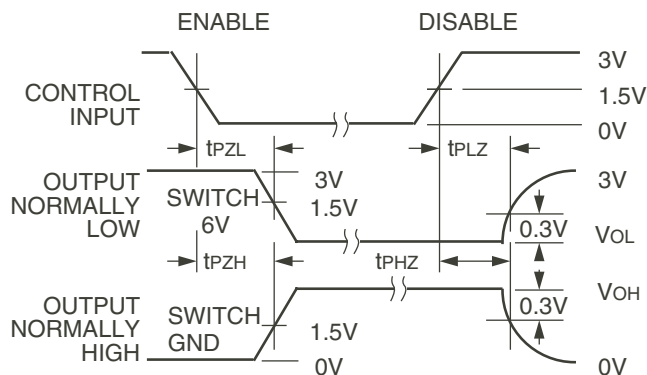 ENABLE DISABLE
3V
CONTROL
INPUT
1.5V
0V
tPZL tPLZ
OUTPUT
NORMALLY
LOW
SWITCH
6V
3V
1.5V
3V
0.3V
VOL
tPZH tPHZ
OUTPUT
NORMALLY
HIGH
SWITCH
GND
1.5V
0V
VOH
0.3V
0V